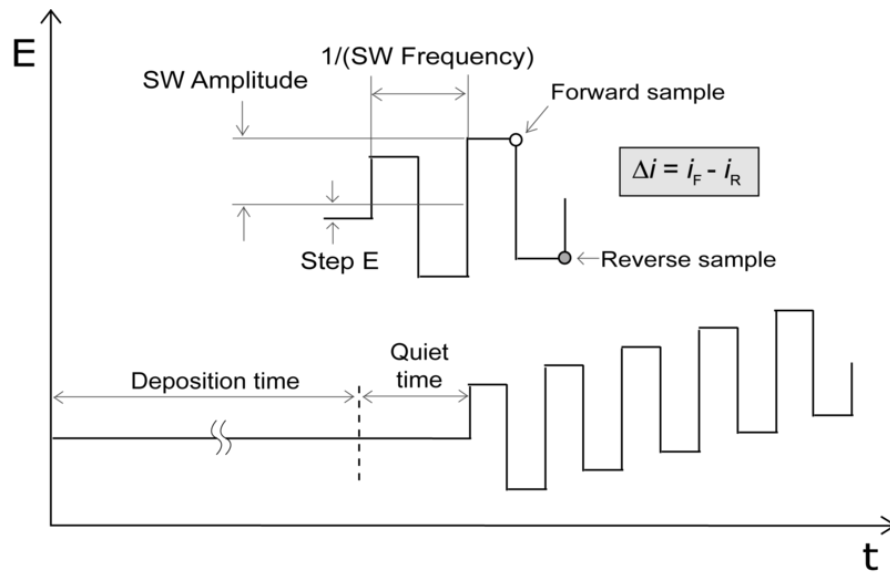 E
1/(SW Frequency)
SW Amplitude
Forward sample
Δi = iF - iR
Step E
Reverse sample
Quiet
time
Deposition time
t